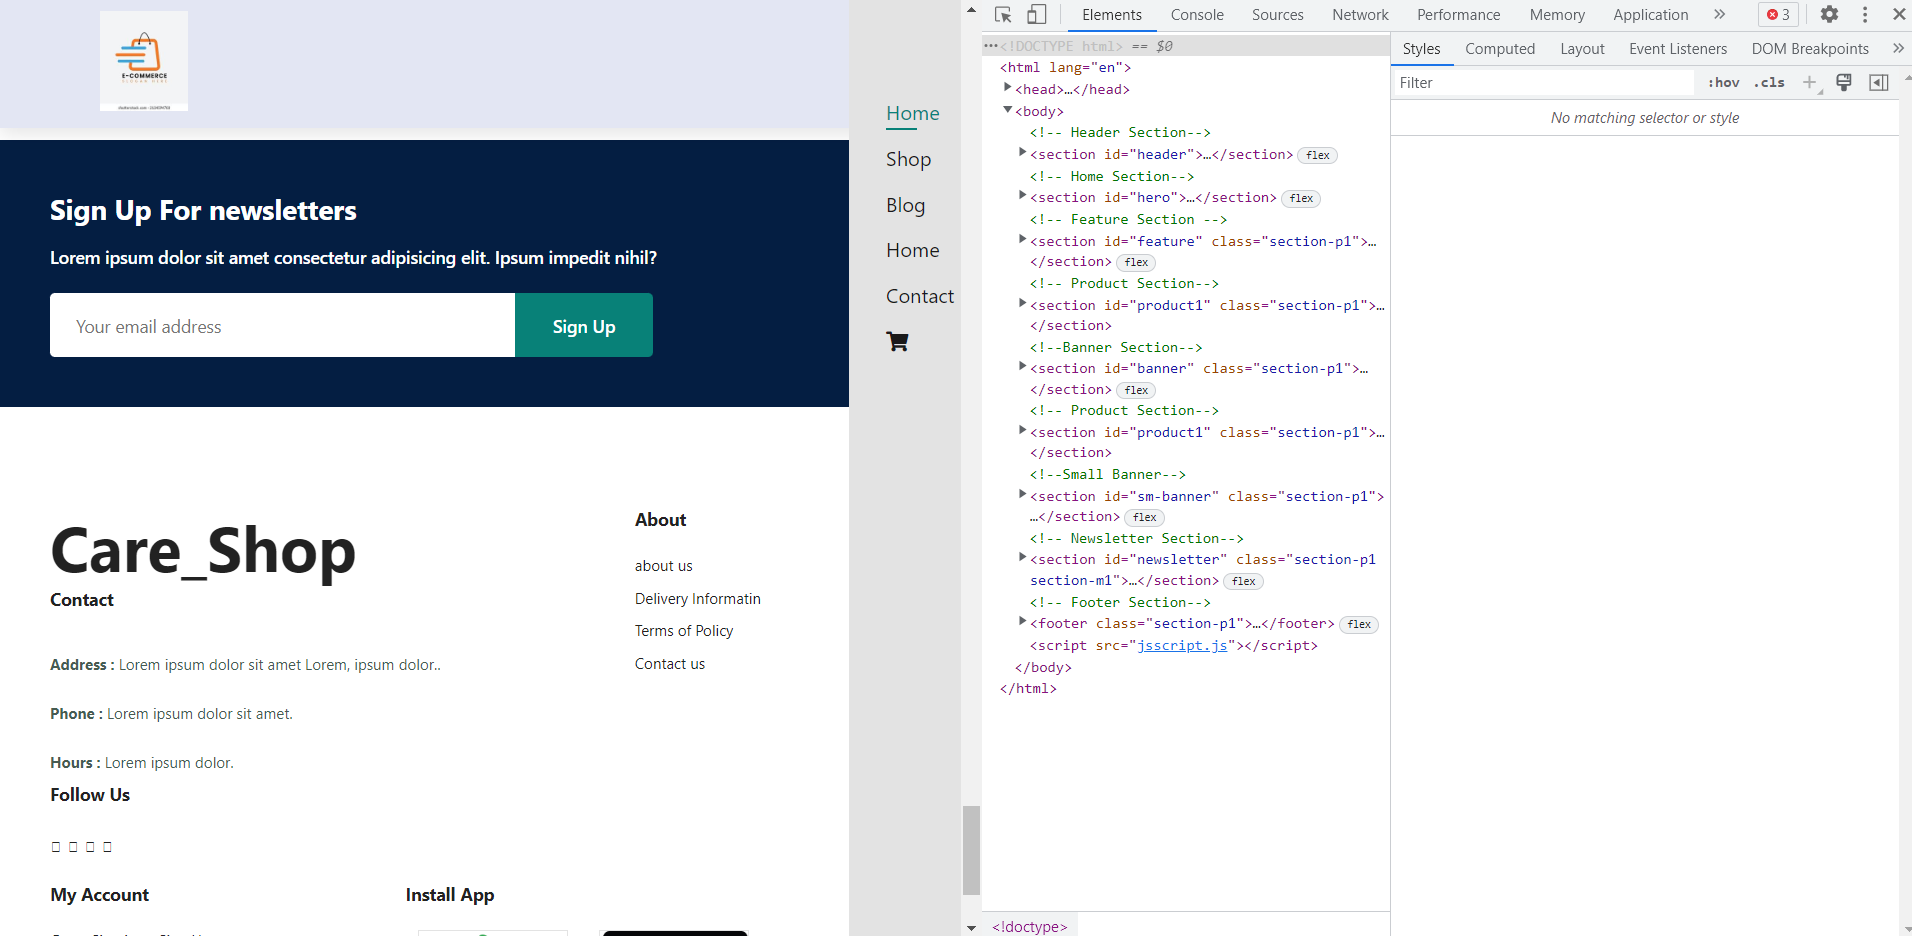 E-COMMERCE
Home
Shop
Blog
Home
Contact
Sign Up For newsletters
Lorem ipsum dolor sit amet consectetur adipisicing elit. Ipsum impedit nihil?
Your email address
Sign Up
Care_Shop
Contact
Address : Lorem ipsum dolor sit amet Lorem, ipsum dolor..
Phone : Lorem ipsum dolor sit amet.
Hours : Lorem ipsum dolor.
Follow Us
About
about us
Delivery Informatin
Terms of Policy
Contact us
My Account
Install App
Elements Console Sources Network Performance Memory Application » 3
···<!DOCTYPE html> == $0
<html lang="en">
<head>…</head>
<body>
<!-- Header Section-->
<section id="header">…</section> flex
<!-- Home Section-->
<section id="hero">…</section> flex
<!-- Feature Section -->
<section id="feature" class="section-p1">…
</section> flex
<!-- Product Section-->
<section id="product1" class="section-p1">…
</section>
<!--Banner Section-->
<section id="banner" class="section-p1">…
</section> flex
<!-- Product Section-->
<section id="product1" class="section-p1">…
</section>
<!--Small Banner-->
<section id="sm-banner" class="section-p1">
…</section> flex
<!-- Newsletter Section-->
<section id="newsletter" class="section-p1
section-m1">…</section> flex
<!-- Footer Section-->
<footer class="section-p1">…</footer> flex
<script src="jsscript.js"></script>
</body>
</html>
<!doctype>
Styles Computed Layout Event Listeners DOM Breakpoints »
Filter :hov .cls +
No matching selector or style